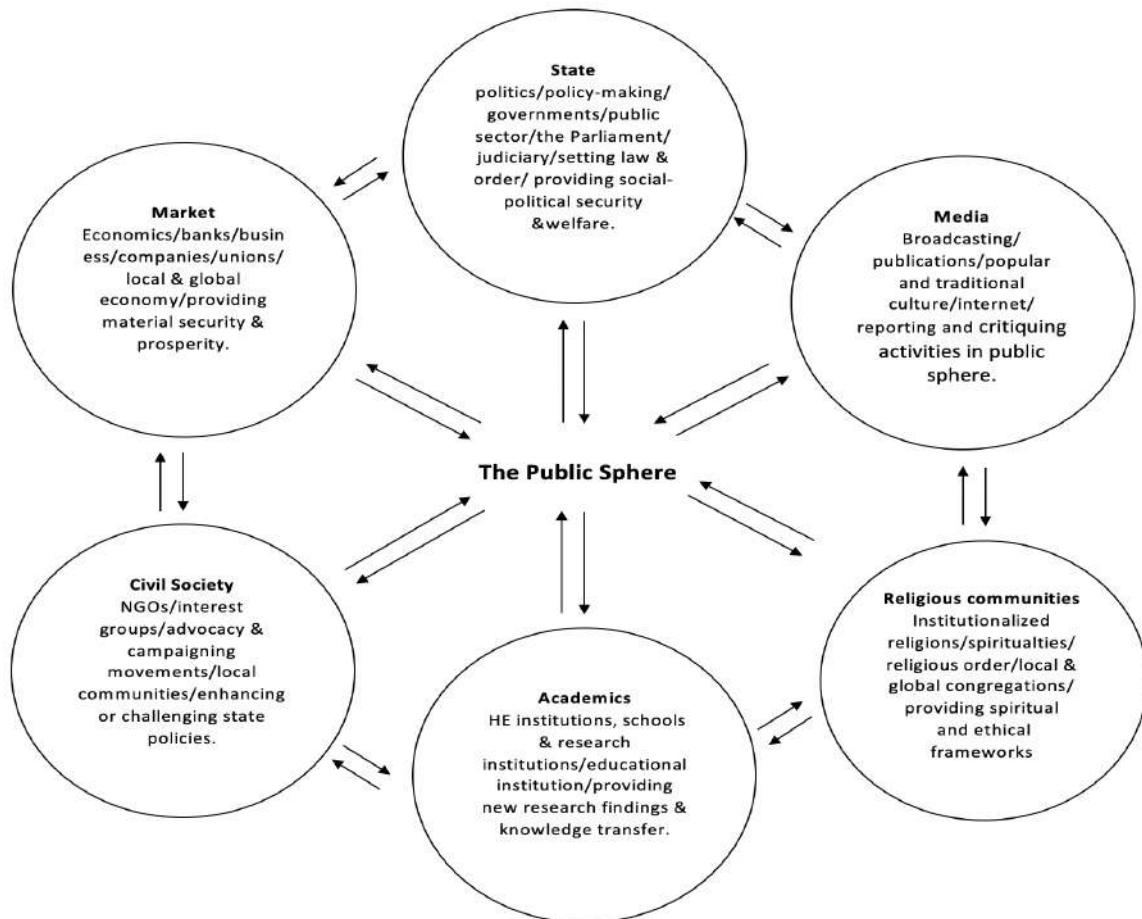 State
politics/policy-making/
governments/public
sector/the Parliament/
judiciary/setting law &
order/ providing social-
political security
&welfare.
Market
Economics/banks/busin
ess/companies/unions/
local & global
economy/providing
material security &
prosperity.
Media
Broadcasting/
publications/popular
and traditional
culture/internet/
reporting and critiquing
activities in public
sphere.
The Public Sphere
Civil Society
NGOs/interest
groups/advocacy &
campaigning
movements/local
communities/enhancing
or challenging state
policies.
Academics
HE institutions, schools
& research
institutions/educational
institution/providing
new research findings &
knowledge transfer.
Religious communities
Institutionalized
religions/spiritualties/
religious order/local &
global congregations/
providing spiritual
and ethical
frameworks